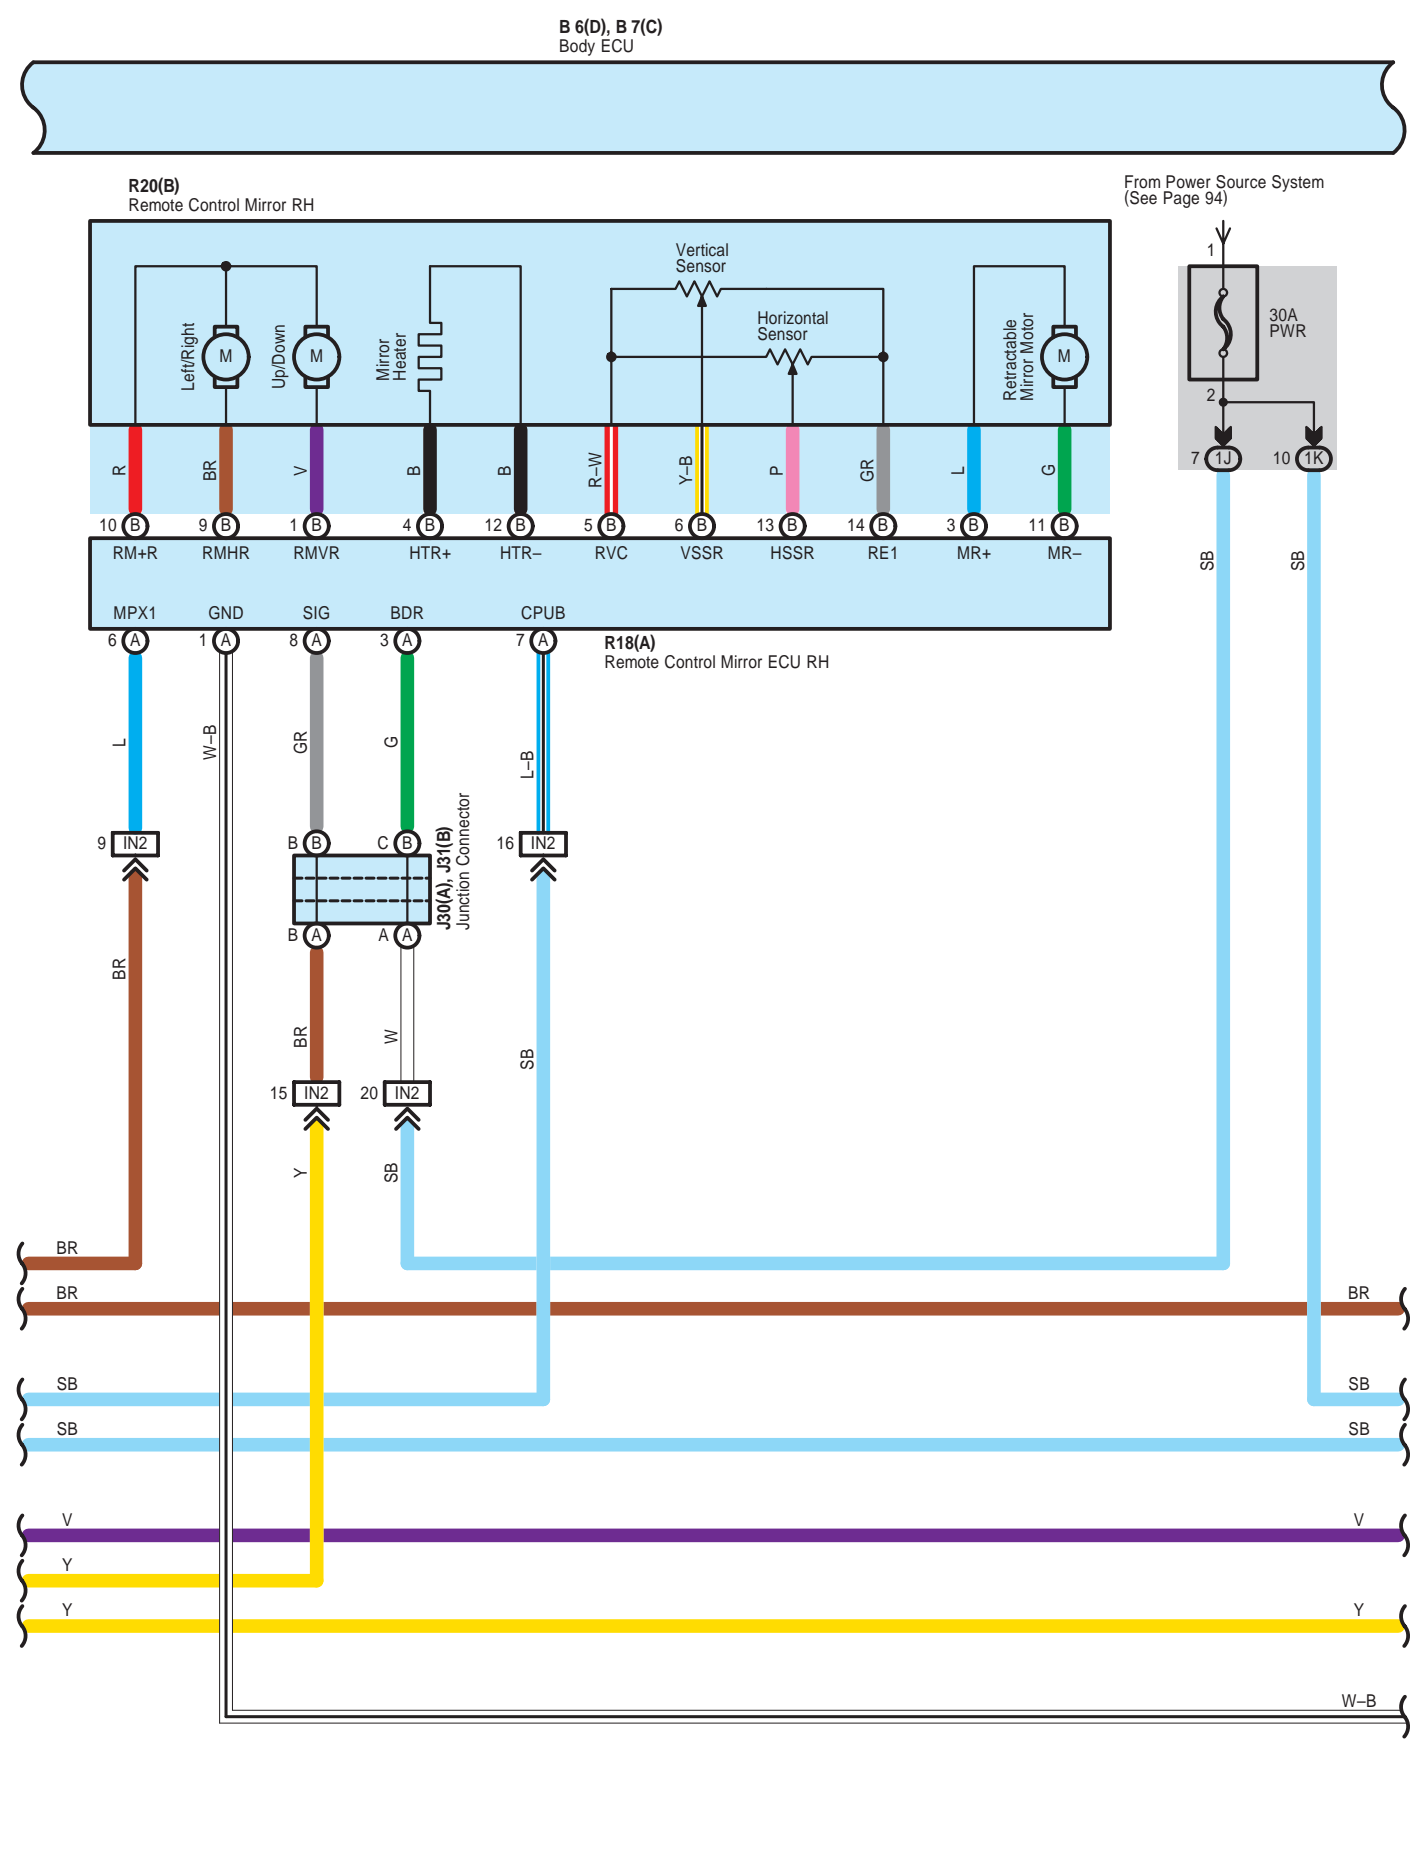 B 6(D), B 7(C)
Body ECU
From Power Source System
(See Page 94)
R20(B)
Remote Control Mirror RH
Vertical
Sensor
Horizontal
Sensor
Left/Right
M
Up/Down
M
Mirror
Heater
Retractable
Mirror Motor
M
1
30A
PWR
2
7 1J
10 1K
R
BR
V
B
B
R–W
Y–B
P
GR
L
G
10 B
9 B
1 B
4 B
12 B
5 B
6 B
13 B
14 B
3 B
11 B
RM+R
RMHR
RMVR
HTR+
HTR–
RVC
VSSR
HSSR
RE1
MR+
MR–
SB
SB
MPX1
GND
SIG
BDR
CPUB
6 A
1 A
8 A
3 A
7 A
R18(A)
Remote Control Mirror ECU RH
L
W–B
GR
G
L–B
9 IN2
B B
C B
16 IN2
J30(A), J31(B)
Junction Connector
B A
A A
BR
BR
W
SB
15 IN2
20 IN2
Y
SB
BR
BR
BR
SB
SB
SB
SB
V
V
Y
Y
Y
W–B